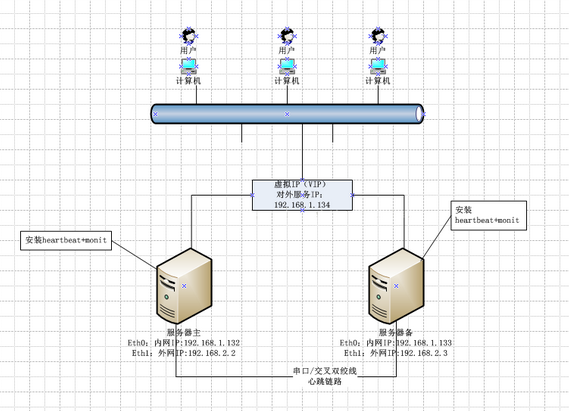 用户
用户
用户
计算机
计算机
计算机
虚拟IP（VIP）
对外服务IP：
192.168.1.134
安装
heartbeat+monit
安装heartbeat+monit
服务器主
Eth0：内网IP:192.168.1.132
Eth1：外网IP:192.168.2.2
服务器备
Eth0：内网IP:192.168.1.133
Eth1：外网IP:192.168.2.3
串口/交叉双绞线
心跳链路